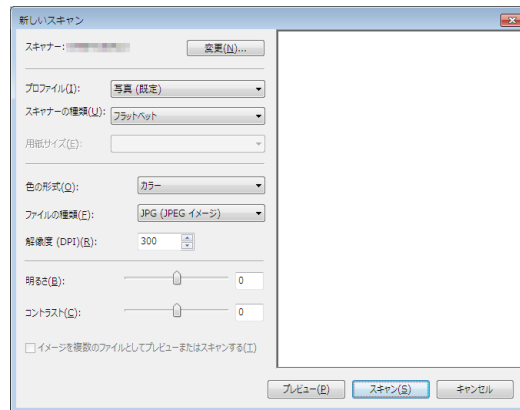 新しいスキャン
スキャナー:
変更(N)...
プロファイル(I):
写真 (既定)
スキャナーの種類(U):
フラットベット
用紙サイズ(E):
色の形式(O):
カラー
ファイルの種類(F):
JPG (JPEG イメージ)
解像度 (DPI)(R):
300
明るさ(B):
0
コントラスト(C):
0
イメージを複数のファイルとしてプレビューまたはスキャンする(T)
プレビュー(P)
スキャン(S)
キャンセル